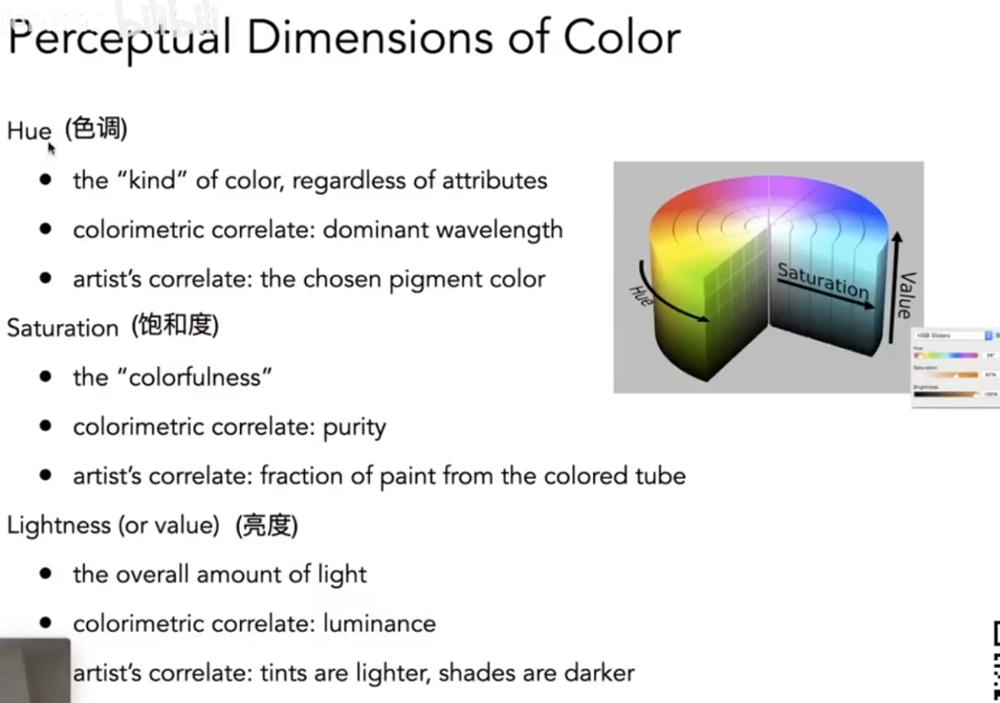 Perceptual Dimensions of Color
Hue (色调)
● the “kind” of color, regardless of attributes
● colorimetric correlate: dominant wavelength
● artist’s correlate: the chosen pigment color
Saturation (饱和度)
● the “colorfulness”
● colorimetric correlate: purity
● artist’s correlate: fraction of paint from the colored tube
Lightness (or value) (亮度)
● the overall amount of light
● colorimetric correlate: luminance
artist’s correlate: tints are lighter, shades are darker
Hue
Saturation
Value
HSB Sliders
Hue
Saturation
Brightness
100%